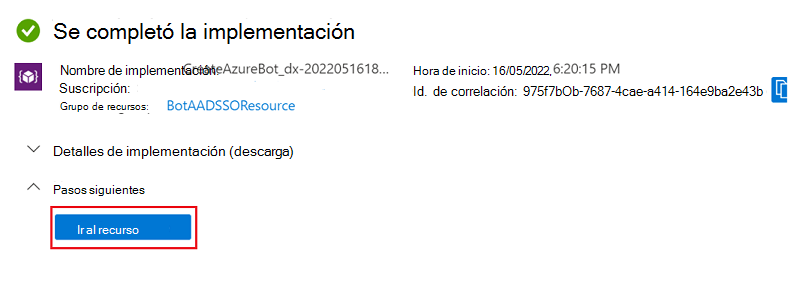 Se completó la implementación
Nombre de implementación: CreateAzureBot_dx-2022051618...
Suscripción:
Grupo de recursos: BotAADSSOResource
Hora de inicio: 16/05/2022, 6:20:15 PM
Id. de correlación: 975f7bOb-7687-4cae-a414-164e9ba2e43b
Detalles de implementación (descarga)
Pasos siguientes
Ir al recurso